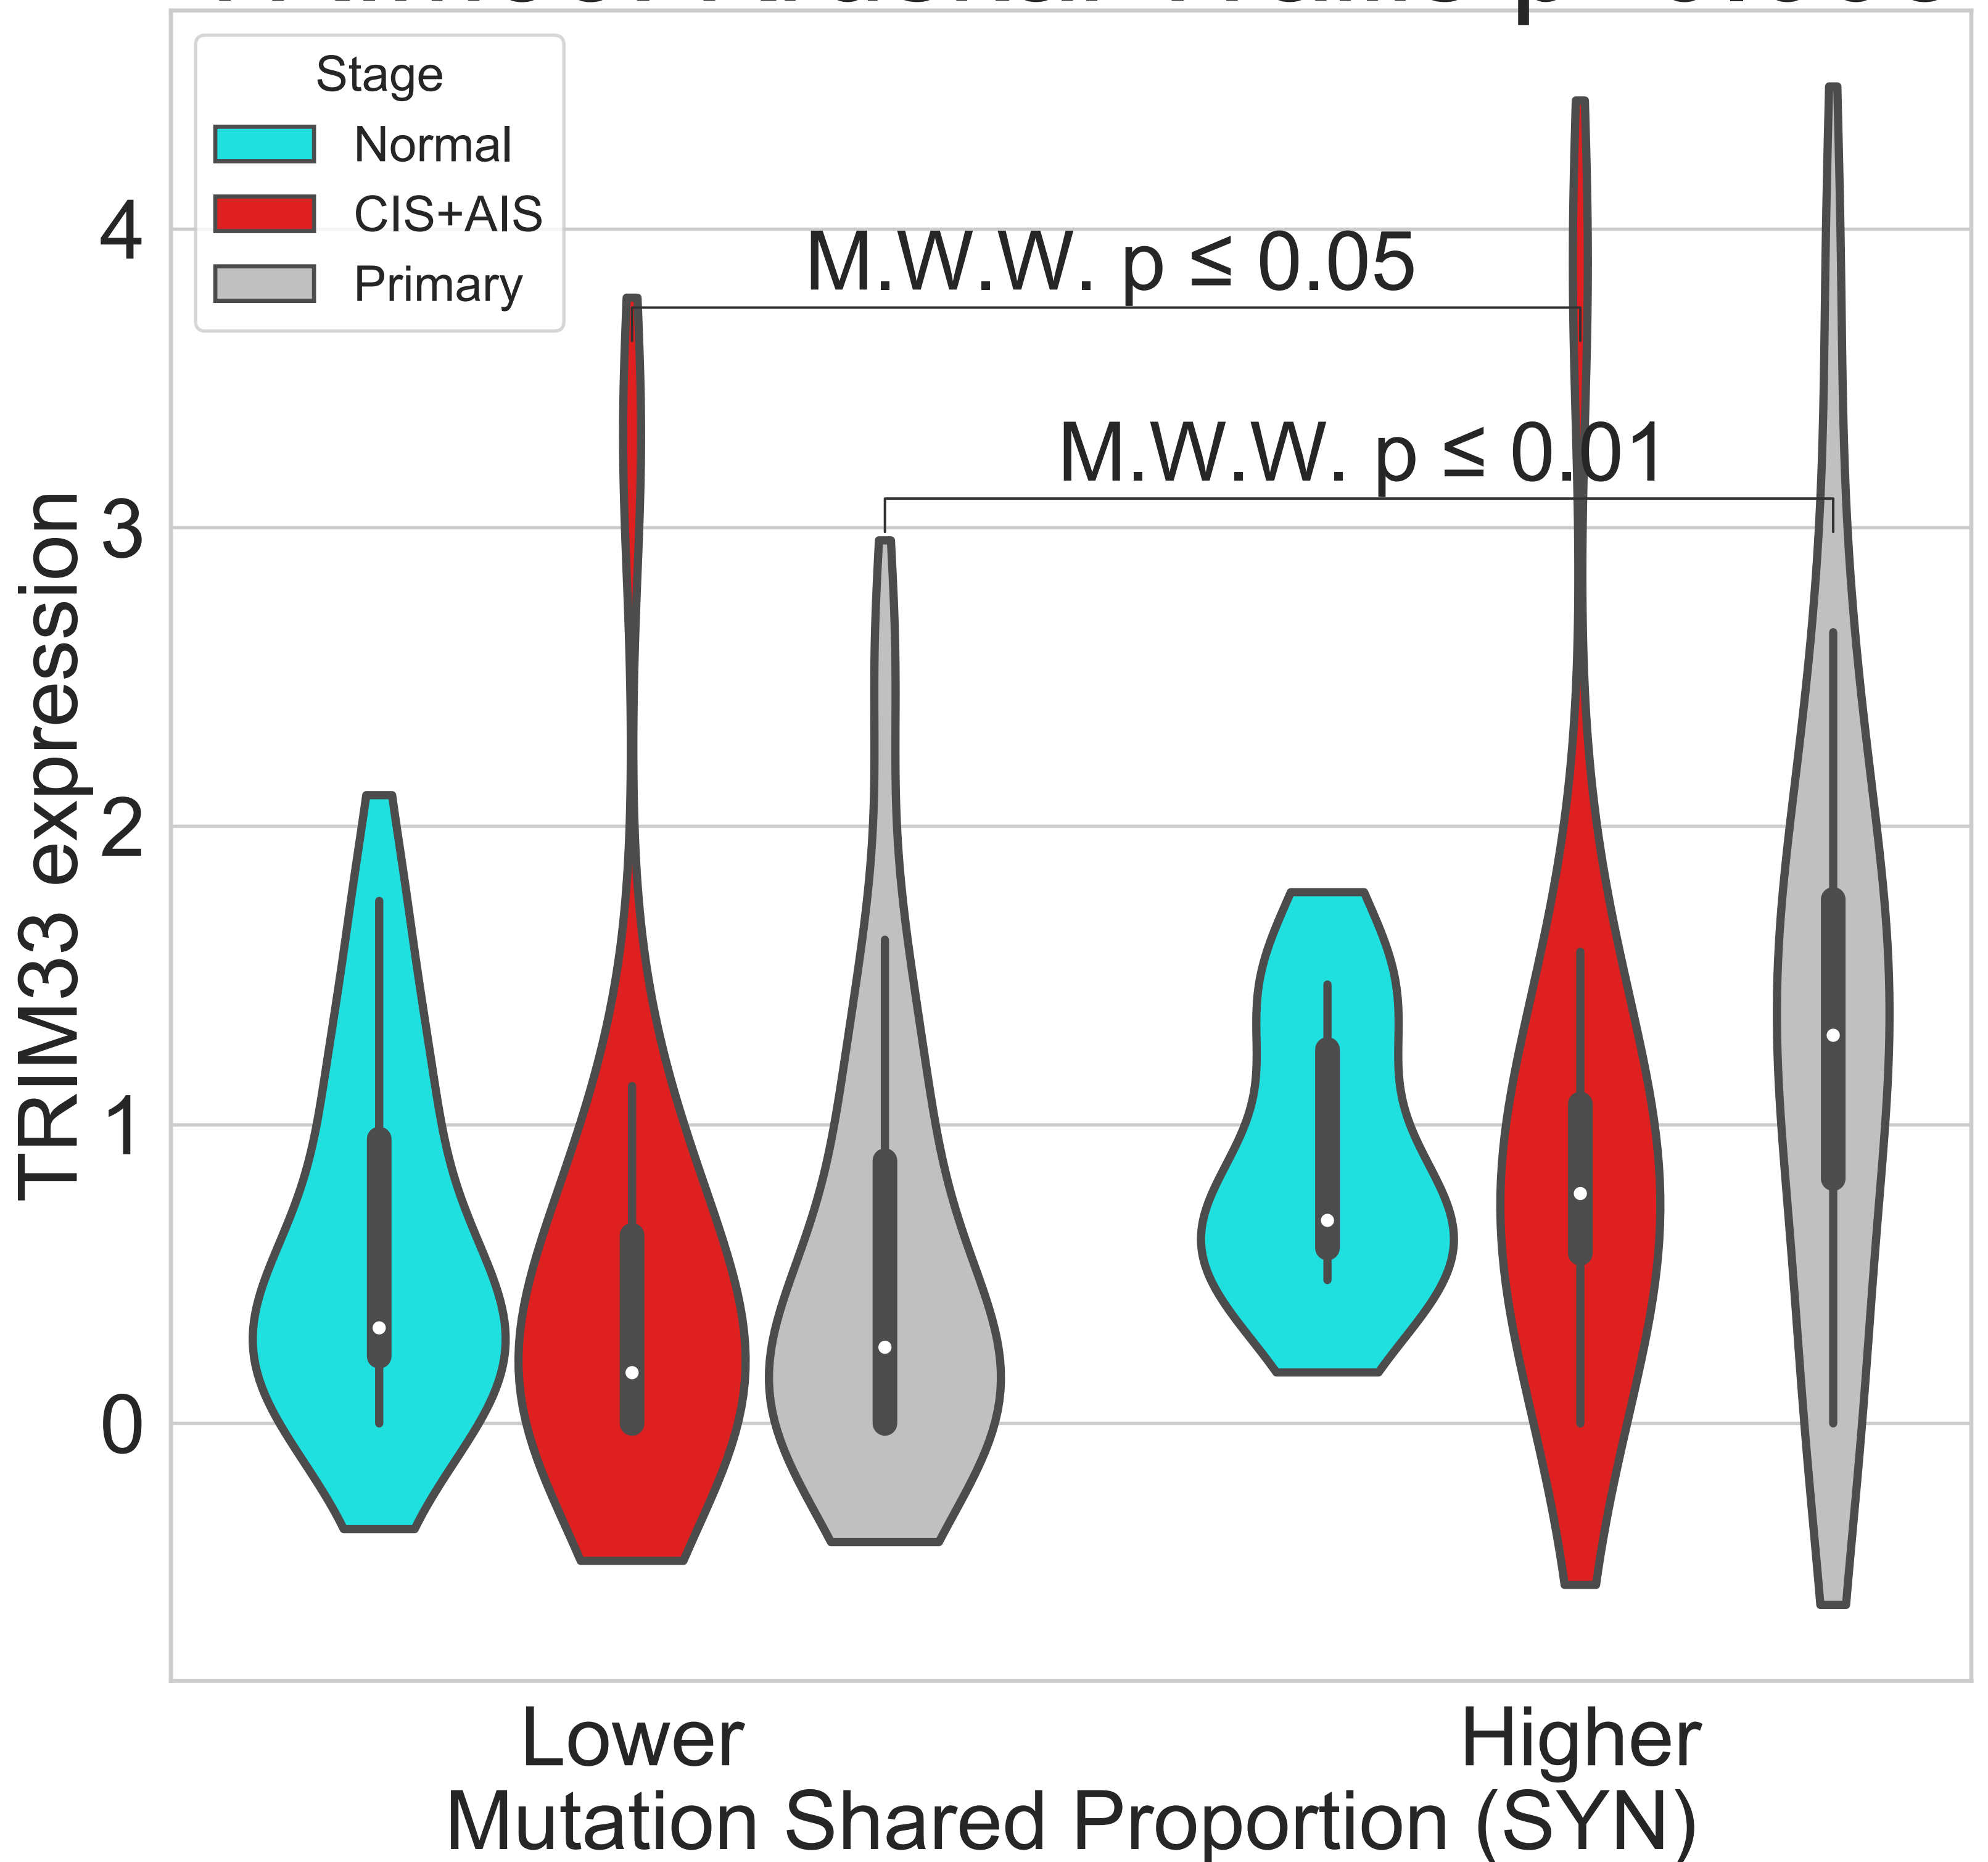 Stage
Normal
CIS+AIS
Primary
M.W.W. p ≤ 0.05
M.W.W. p ≤ 0.01
4
3
2
1
0
TRIM33 expression
Lower
Higher
Mutation Shared Proportion (SYN)